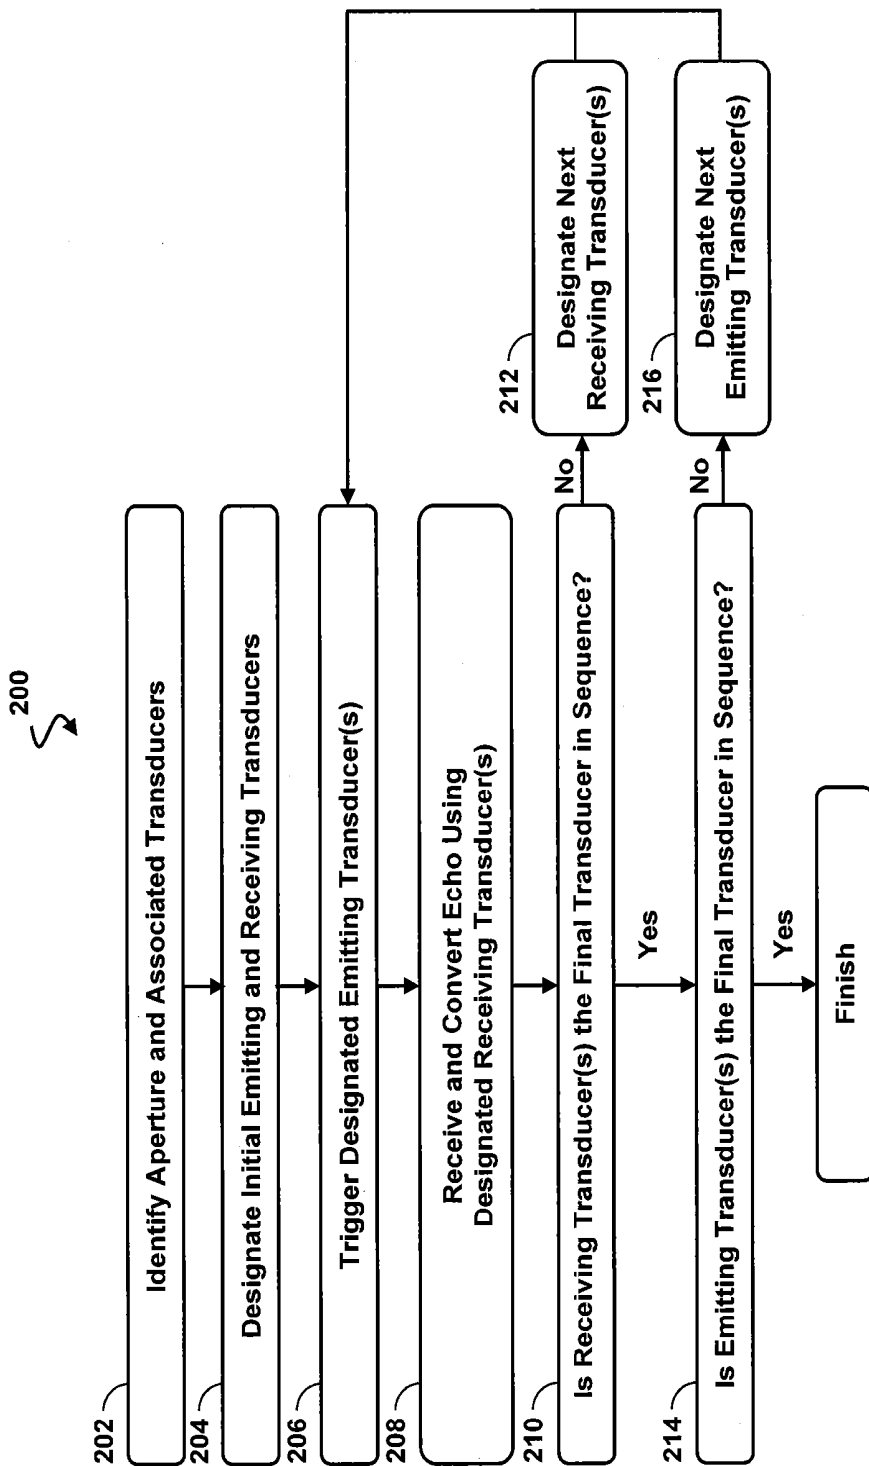 200
202
Identify Aperture and Associated Transducers
204
Designate Initial Emitting and Receiving Transducers
206
Trigger Designated Emitting Transducer(s)
208
Receive and Convert Echo Using
Designated Receiving Transducer(s)
210
Is Receiving Transducer(s) the Final Transducer in Sequence?
No
212
Designate Next
Receiving Transducer(s)
Yes
214
Is Emitting Transducer(s) the Final Transducer in Sequence?
No
216
Designate Next
Emitting Transducer(s)
Yes
Finish